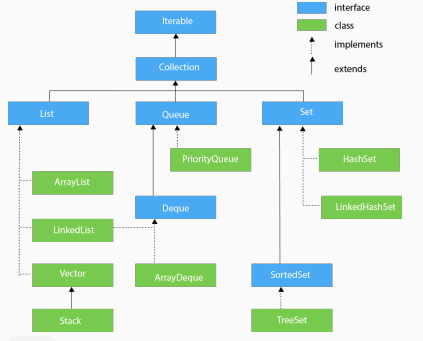 Iterable
interface
class
implements
extends
Collection
List
Queue
Set
PriorityQueue
HashSet
ArrayList
LinkedList
Deque
LinkedHashSet
Vector
ArrayDeque
SortedSet
Stack
TreeSet